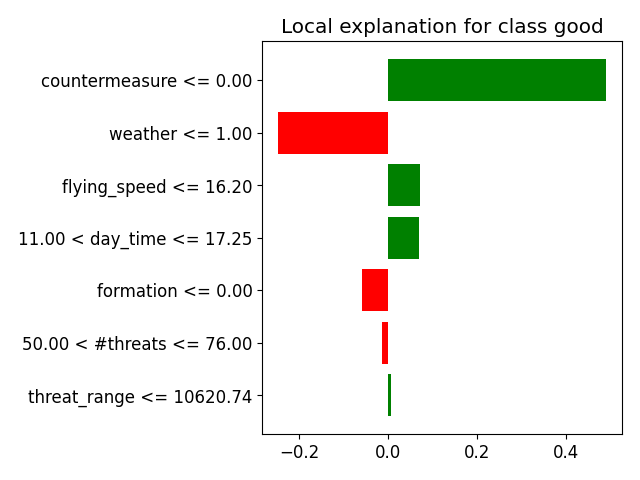 Local explanation for class good
countermeasure <= 0.00
weather <= 1.00
flying_speed <= 16.20
11.00 < day_time <= 17.25
formation <= 0.00
50.00 < #threats <= 76.00
threat_range <= 10620.74
−0.2 0.0 0.2 0.4